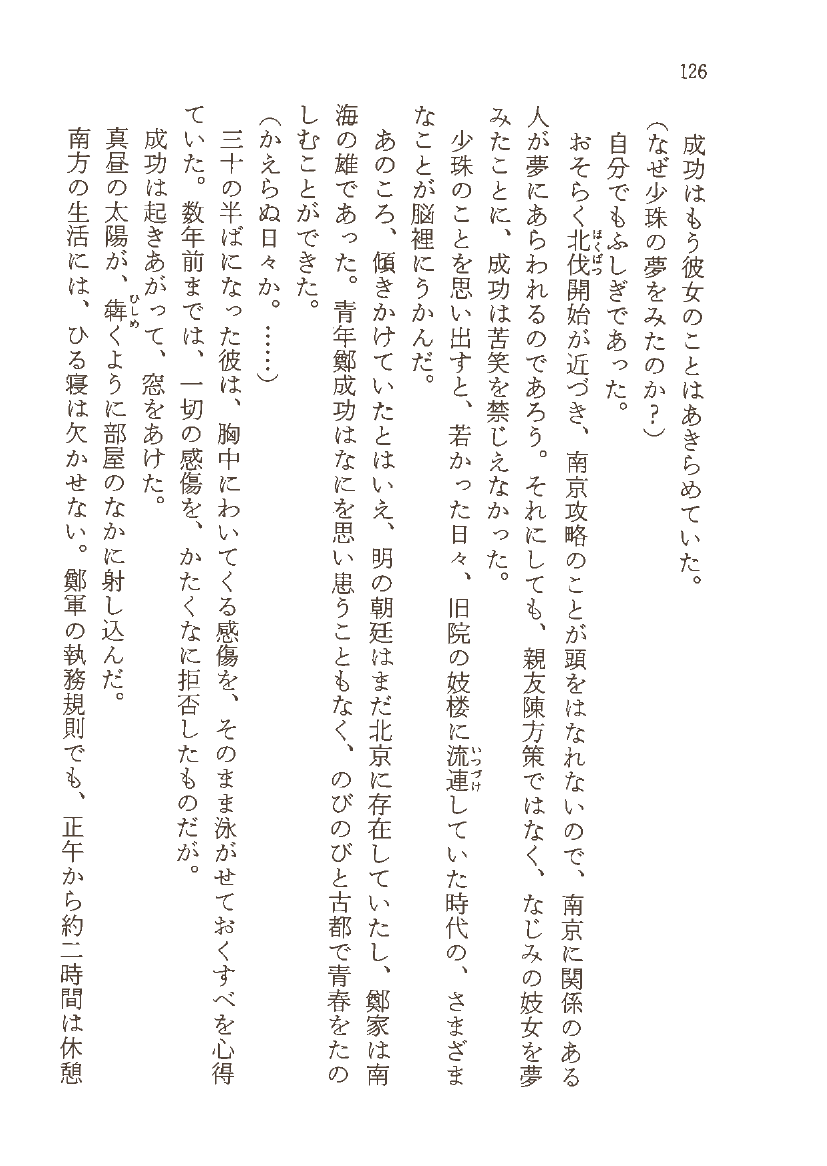 126
成功はもう彼女のことはあきらめていた。
（なぜ少珠の夢をみたのか？）
自分でもふしぎであった。
おそらく北伐開始が近づき、南京攻略のことが頭をはなれないので、南京に関係のある
ほくばつ
人が夢にあらわれるのであろう。それにしても、親友陳方策ではなく、なじみの妓女を夢
みたことに、成功は苦笑を禁じえなかった。
少珠のことを思い出すと、若かった日々、旧院の妓楼に流連していた時代の、さまざま
いつづけ
なことが脳裡にうかんだ。
あのころ、傾きかけていたとはいえ、明の朝廷はまだ北京に存在していたし、鄭家は南
海の雄であった。青年鄭成功はなにを思い患うこともなく、のびのびと古都で青春をたの
しむことができた。
（かえらぬ日々か。……）
三十の半ばになった彼は、胸中にわいてくる感傷を、そのまま泳がせておくすべを心得
ていた。数年前までは、一切の感傷を、かたくなに拒否したものだが。
成功は起きあがって、窓をあけた。
真昼の太陽が、犇くように部屋のなかに射し込んだ。
ひしめ
南方の生活には、ひる寝は欠かせない。鄭軍の執務規則でも、正午から約二時間は休憩